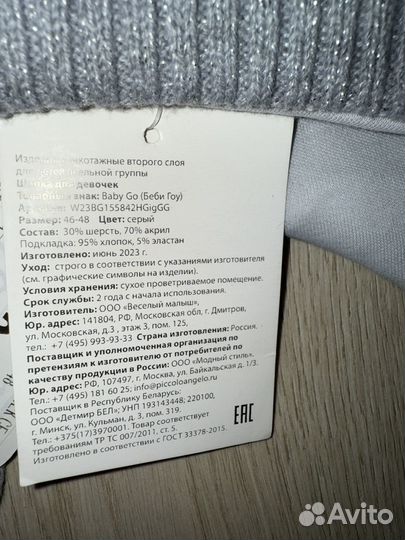 Изделия трикотажные второго слоя
для детей ясельной группы
Шапка для девочек
Товарный знак: Baby Go (Беби Гоу)
W23BG155842HGigGG
Размер: 46-48 Цвет: серый
Состав: 30% шерсть, 70% акрил
Подкладка: 95% хлопок, 5% эластан
Изготовлено: июнь 2023 г.
Уход: строго в соответствии с указаниями изготовителя
(см. графические символы на изделии).
Условия хранения: сухое проветриваемое помещение.
Срок службы: 2 года с начала использования.
Изготовитель: ООО «Веселый малыш»,
Юр. адрес: 141804, РФ, Московская обл., г. Дмитров,
ул. Московская, д.3 , этаж 3, пом. 125,
тел.: +7 (495) 993-93-33 Страна изготовления: Россия.
Поставщик и уполномоченная организация по
претензиям к изготовителю от потребителей по
качеству продукции в России: ООО «Модный стиль».
Юр. адрес: РФ, 107497, г. Москва, ул. Байкальская д. 1/3.
Тел.: +7 (495) 181 60 25; info@piccoloangelo.ru
Поставщик в Республику Беларусь:
ООО «Детмир БЕЛ»; УНП 193143448, 220100,
г. Минск, ул. Кульман, д. 3, пом. 319.
Тел.: +375(17)3970001. Товар соответствует
требованиям ТР ТС 007/2011, ст. 5.
Изготовлено в соответствии с ГОСТ 33378-2015.
EAC
Avito